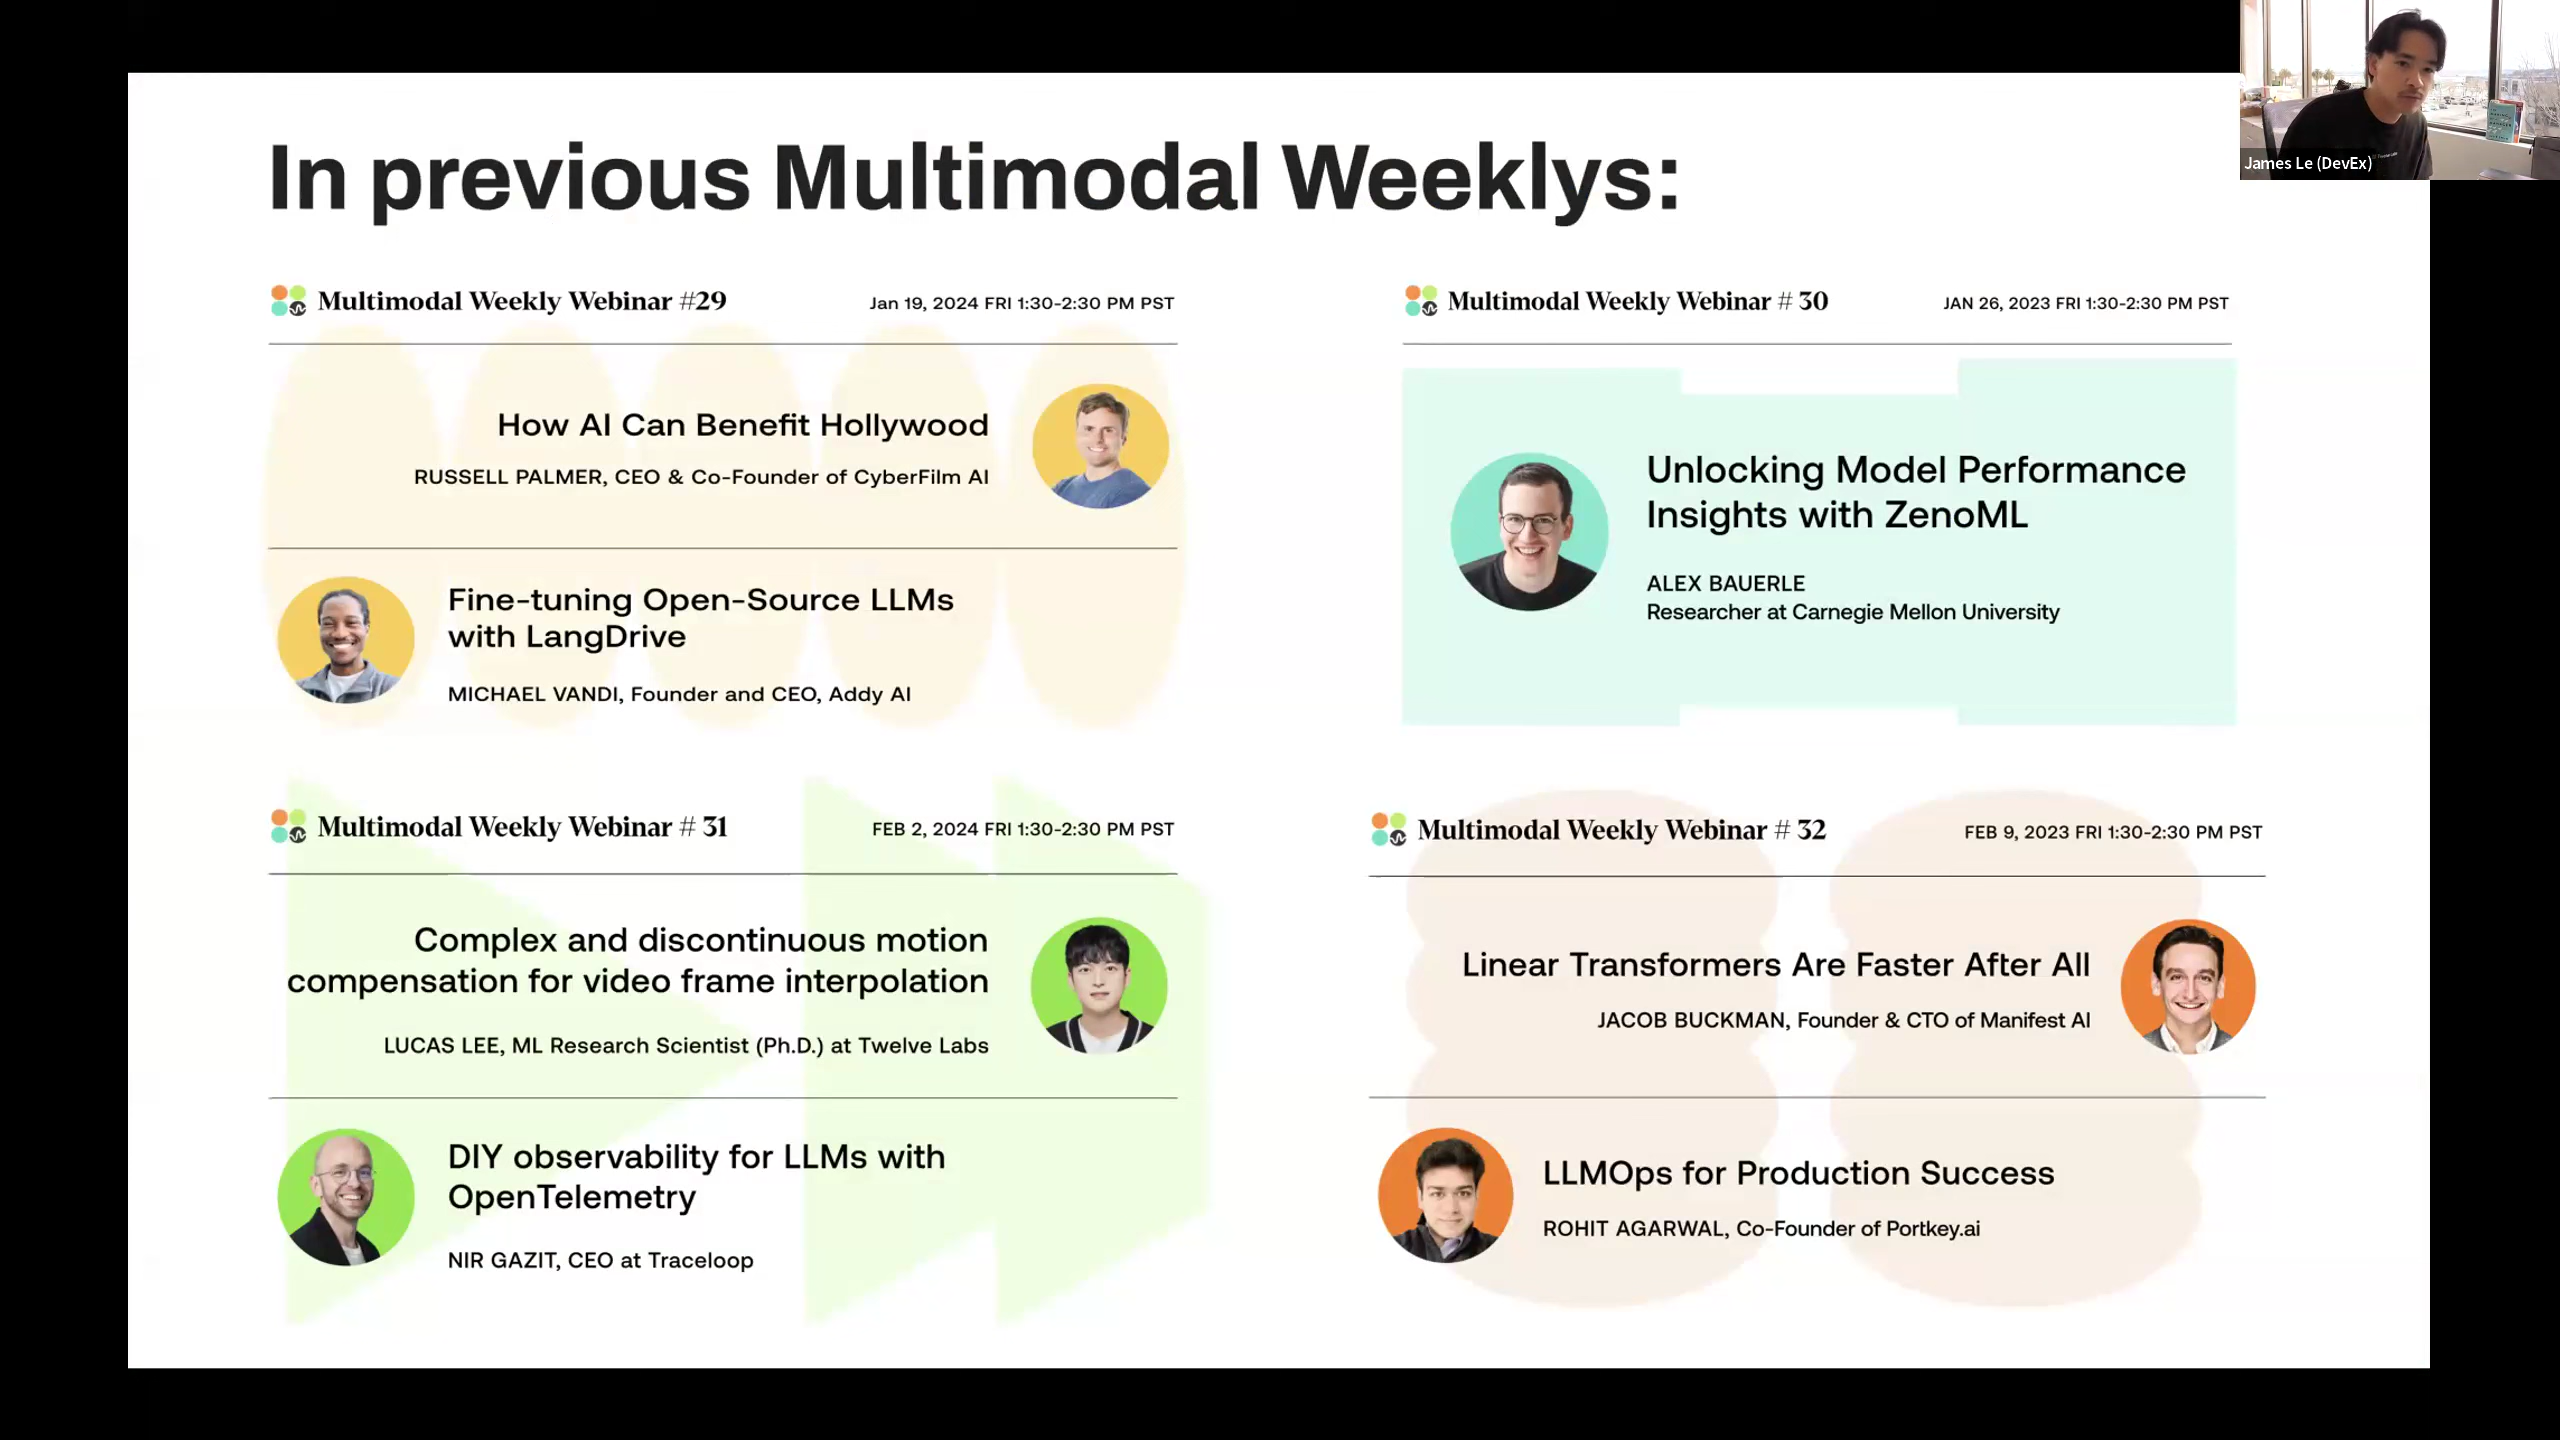 James Le (DevEx)
In previous Multimodal Weeklys:
Multimodal Weekly Webinar #29
Jan 19, 2024 FRI 1:30-2:30 PM PST
How AI Can Benefit Hollywood
RUSSELL PALMER, CEO & Co-Founder of CyberFilm AI
Fine-tuning Open-Source LLMs
with LangDrive
MICHAEL VANDI, Founder and CEO, Addy AI
Multimodal Weekly Webinar # 30
JAN 26, 2023 FRI 1:30-2:30 PM PST
Unlocking Model Performance
Insights with ZenoML
ALEX BAUERLE
Researcher at Carnegie Mellon University
Multimodal Weekly Webinar # 31
FEB 2, 2024 FRI 1:30-2:30 PM PST
Complex and discontinuous motion
compensation for video frame interpolation
LUCAS LEE, ML Research Scientist (Ph.D.) at Twelve Labs
DIY observability for LLMs with
OpenTelemetry
NIR GAZIT, CEO at Traceloop
Multimodal Weekly Webinar # 32
FEB 9, 2023 FRI 1:30-2:30 PM PST
Linear Transformers Are Faster After All
JACOB BUCKMAN, Founder & CTO of Manifest AI
LLMOps for Production Success
ROHIT AGARWAL, Co-Founder of Portkey.ai